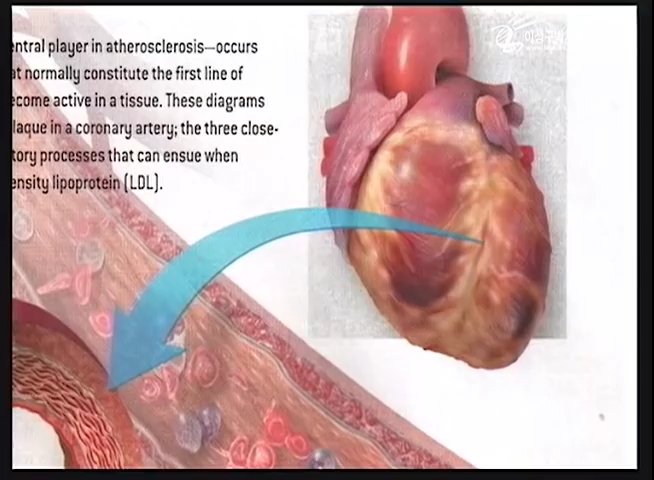 entral player in atherosclerosis—occurs
at normally constitute the first line of
ecome active in a tissue. These diagrams
laque in a coronary artery; the three close-
tory processes that can ensue when
ensity lipoprotein (LDL).